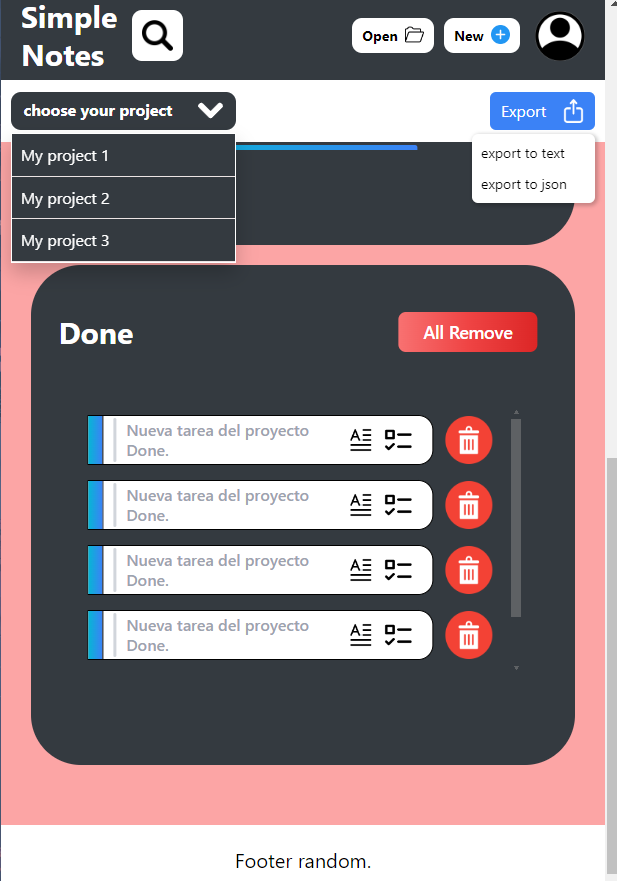 Simple
Notes
Open
New
choose your project
Export
My project 1
My project 2
My project 3
export to text
export to json
Done
All Remove
Nueva tarea del proyecto
Done.
Nueva tarea del proyecto
Done.
Nueva tarea del proyecto
Done.
Nueva tarea del proyecto
Done.
Footer random.